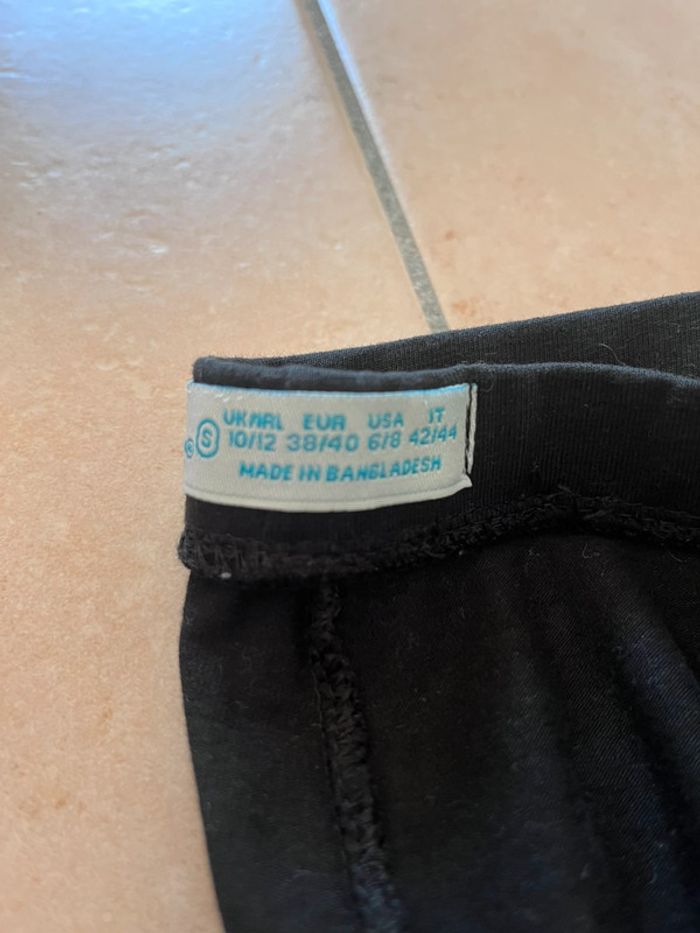 ® S UK/IRL EUR USA IT
10/12 38/40 6/8 42/44
MADE IN BANGLADESH